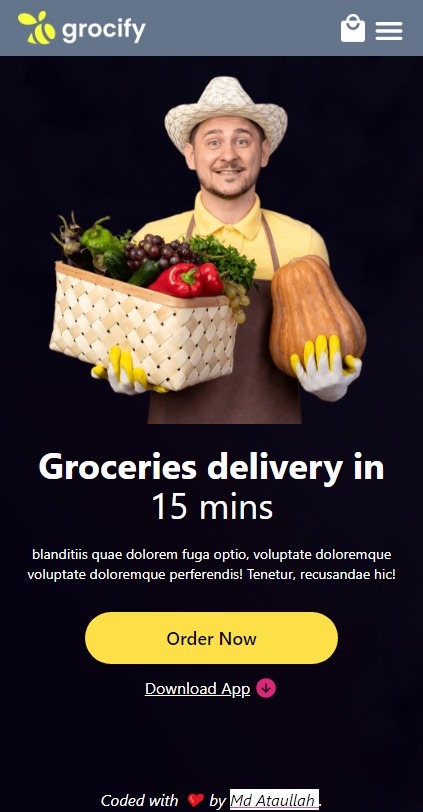 grocify
Groceries delivery in
15 mins
blanditiis quae dolorem fuga optio, voluptate doloremque
voluptate doloremque perferendis! Tenetur, recusandae hic!
Order Now
Download App
Coded with ❤️ by Md Ataullah .